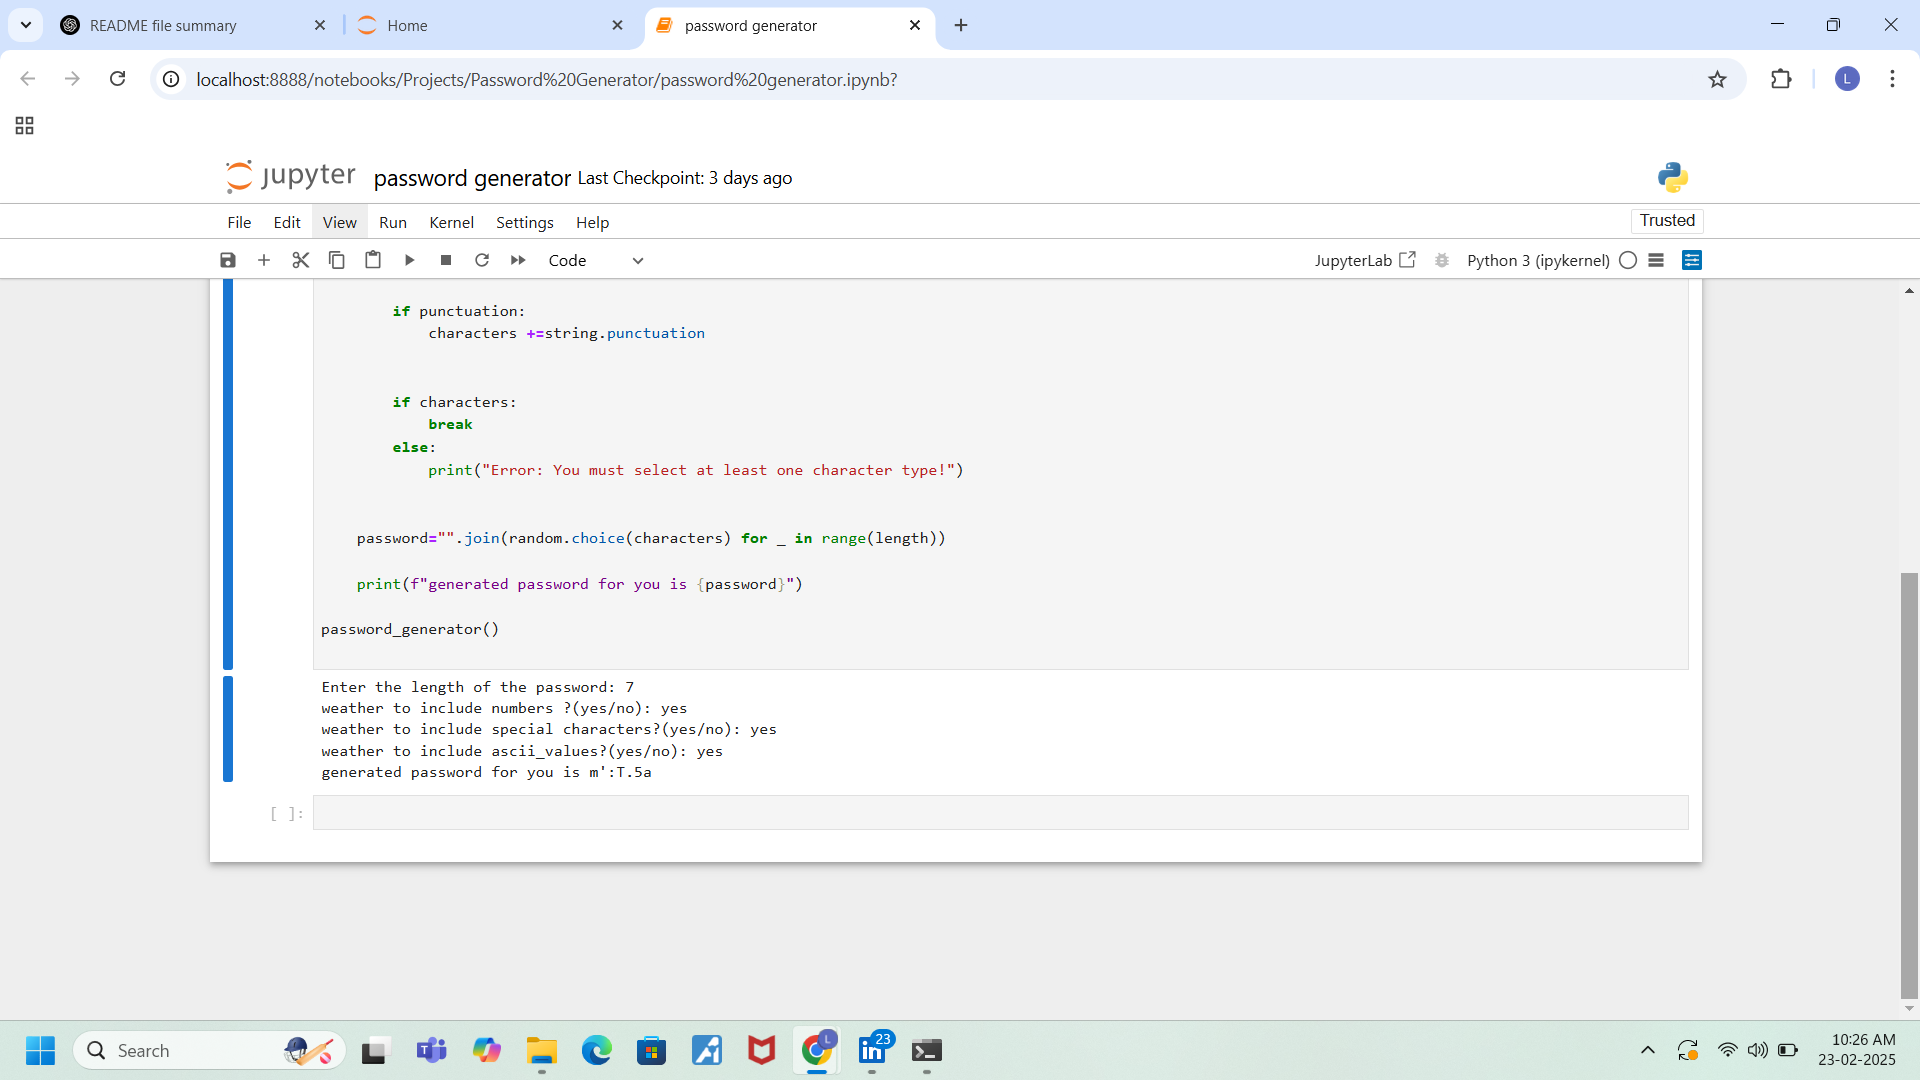 README file summary
Home
password generator
localhost:8888/notebooks/Projects/Password%20Generator/password%20generator.ipynb?
L
jupyter password generator Last Checkpoint: 3 days ago
File Edit View Run Kernel Settings Help
Trusted
Code
JupyterLab
Python 3 (ipykernel)
if punctuation:
characters +=string.punctuation
if characters:
break
else:
print("Error: You must select at least one character type!")
password="".join(random.choice(characters) for _ in range(length))
print(f"generated password for you is {password}")
password_generator()
Enter the length of the password: 7
weather to include numbers ?(yes/no): yes
weather to include special characters?(yes/no): yes
weather to include ascii_values?(yes/no): yes
generated password for you is m':T.5a
[ ]:
Search
L
23
10:26 AM
23-02-2025